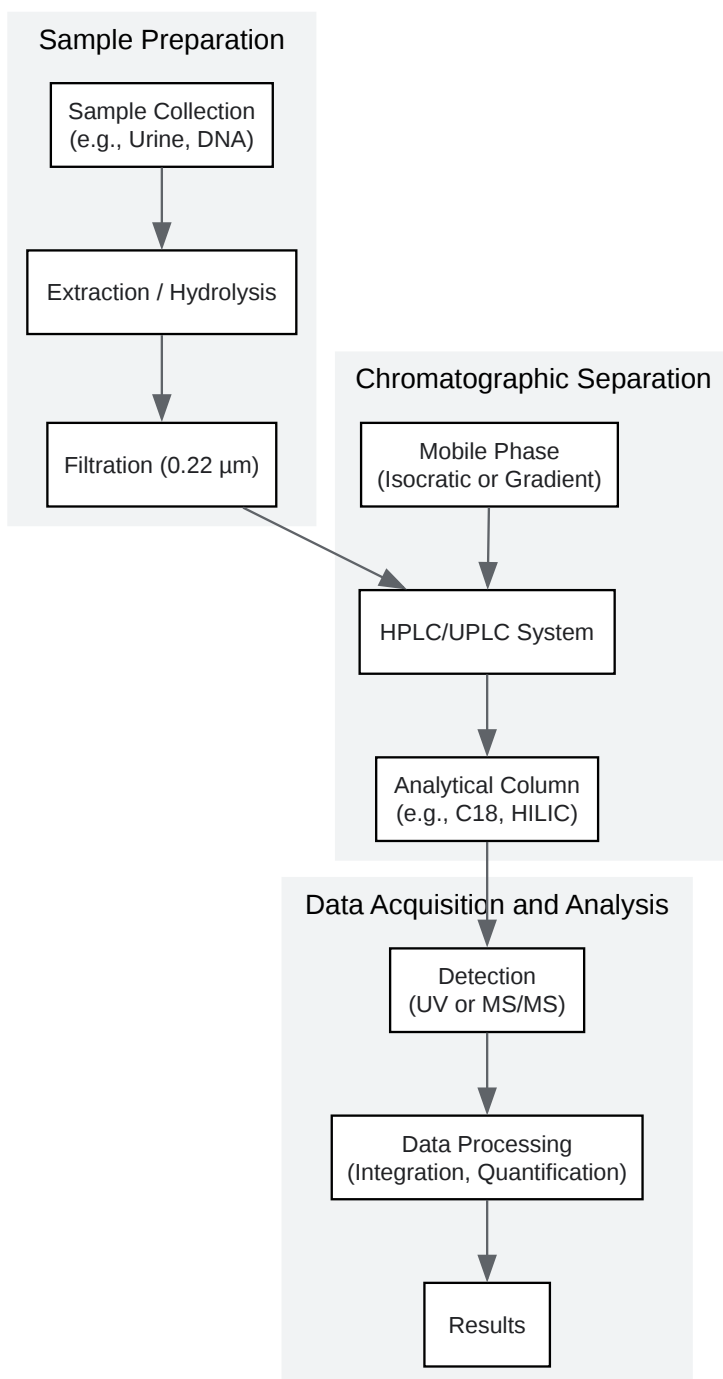 Sample Preparation
Sample Collection
(e.g., Urine, DNA)
Extraction / Hydrolysis
Filtration (0.22 µm)
Chromatographic Separation
Mobile Phase
(Isocratic or Gradient)
HPLC/UPLC System
Analytical Column
(e.g., C18, HILIC)
Data Acquisition and Analysis
Detection
(UV or MS/MS)
Data Processing
(Integration, Quantification)
Results